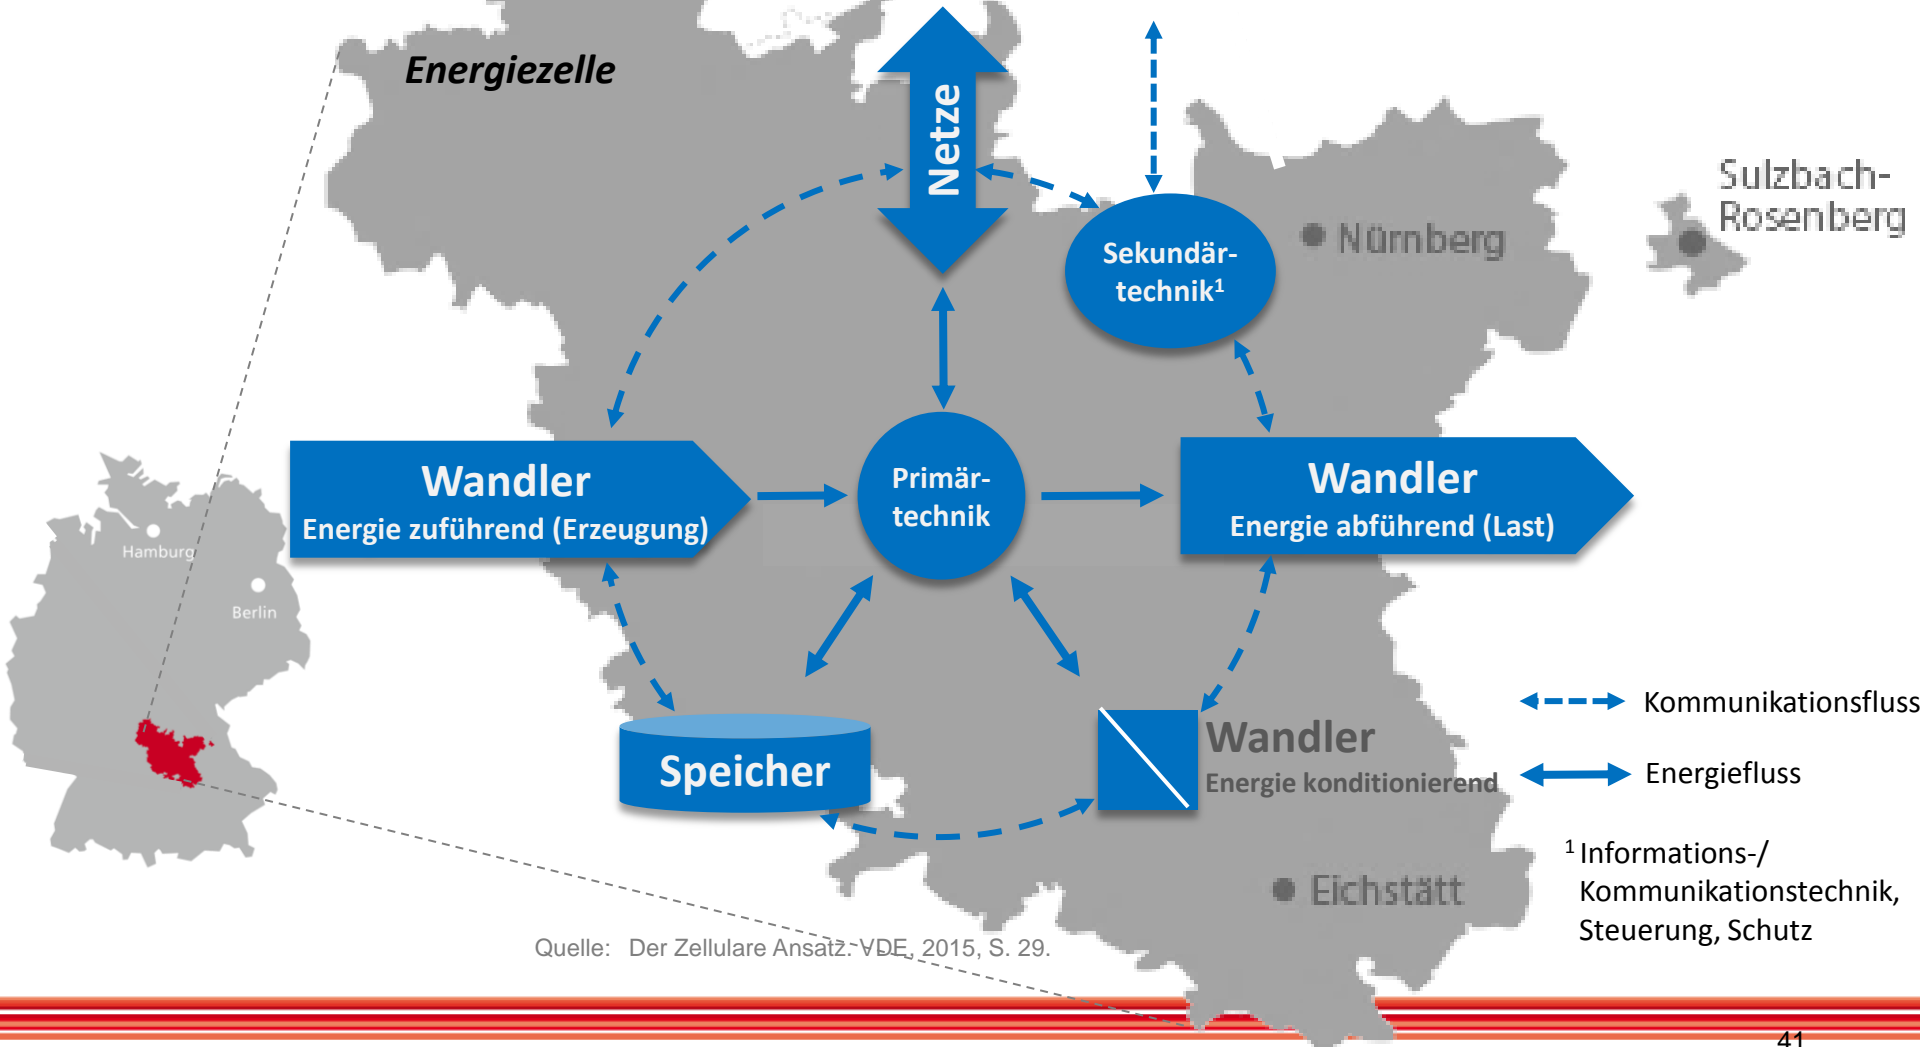 Energiezelle
Netze
Sulzbach-
Rosenberg
Nürnberg
Sekundär-
technik¹
Wandler
Energie zuführend (Erzeugung)
Primär-
technik
Wandler
Energie abführend (Last)
Hamburg
Berlin
Kommunikationsfluss
Speicher
Wandler
Energie konditionierend
Energiefluss
¹ Informations-/
Kommunikationstechnik,
Steuerung, Schutz
Eichstätt
Quelle: Der Zellulare Ansatz. VDE, 2015, S. 29.
41